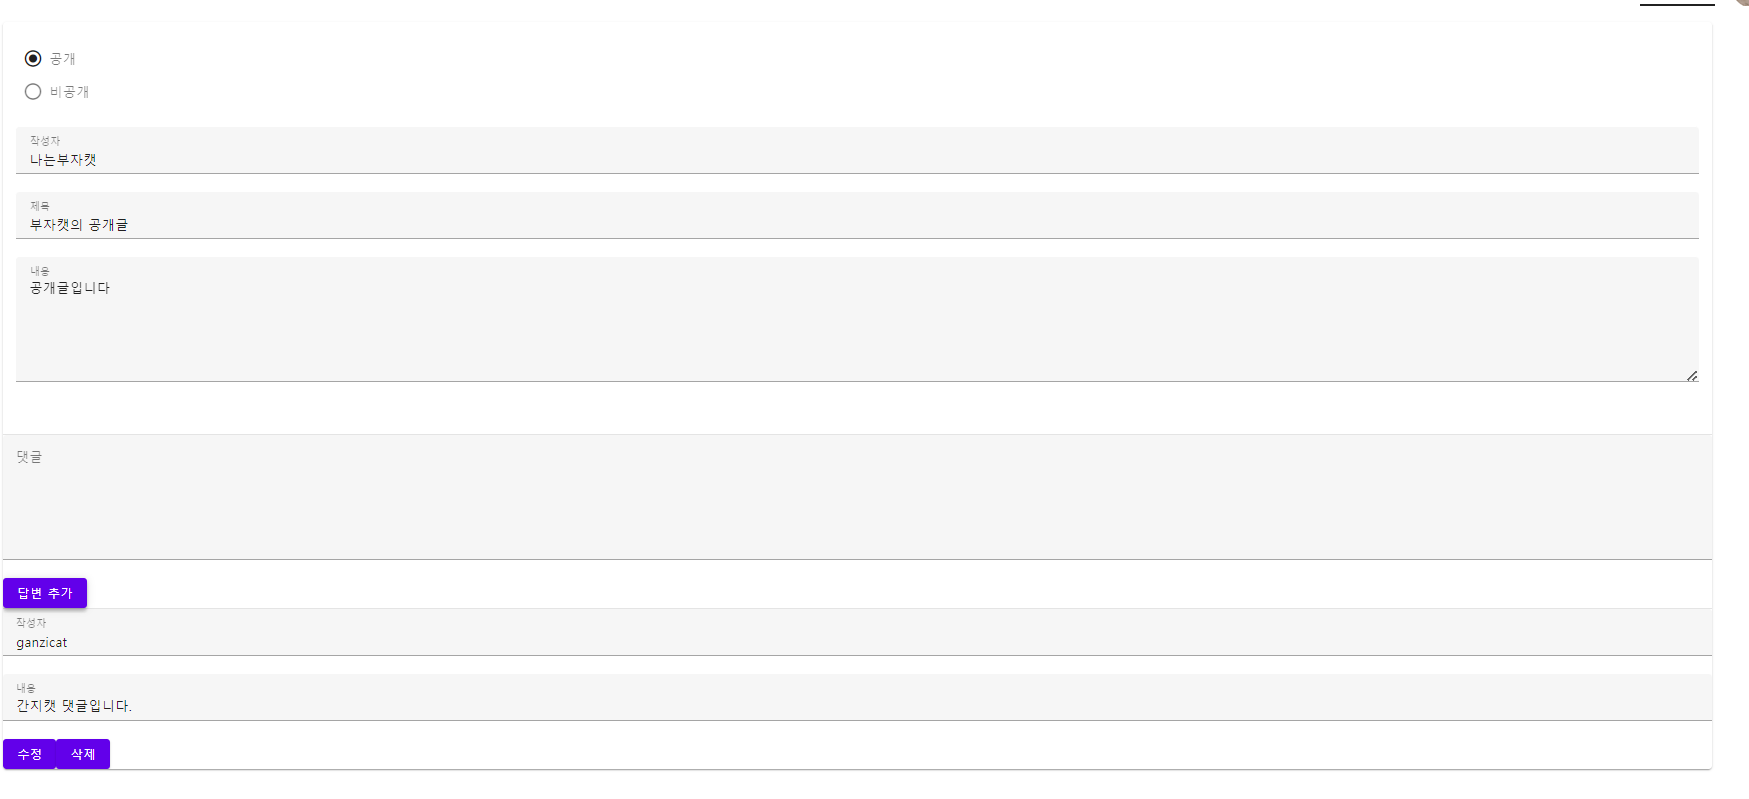 공개
비공개
작성자
나는부자캣
제목
부자캣의 공개글
내용
공개글입니다
댓글
답변 추가
작성자
ganzicat
내용
간지캣 댓글입니다.
수정 삭제